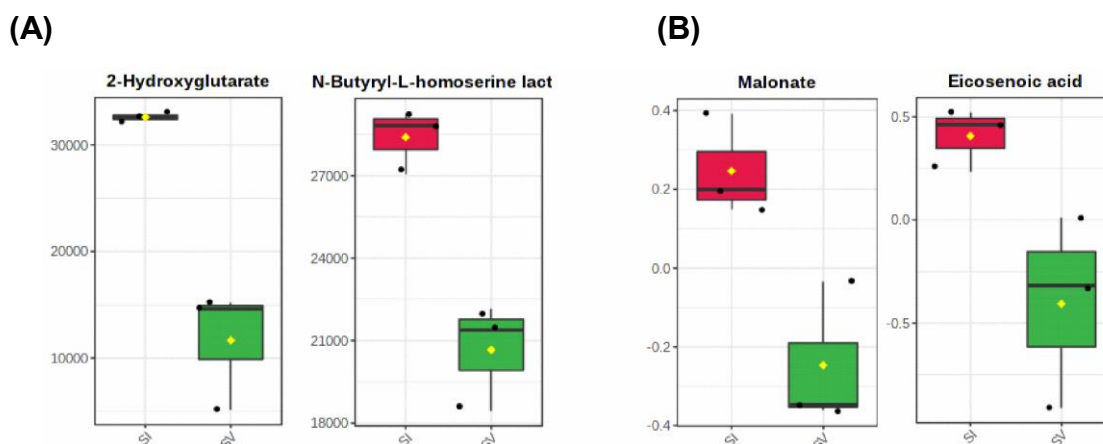 (A)
(B)
2-Hydroxyglutarate
N-Butyryl-L-homoserine lact
Malonate
Eicosenoic acid
30000
20000
10000
SI
SV
27000
24000
21000
18000
SI
SV
0.4
0.2
0.0
-0.2
-0.4
SI
SV
0.5
0.0
-0.5
SI
SV